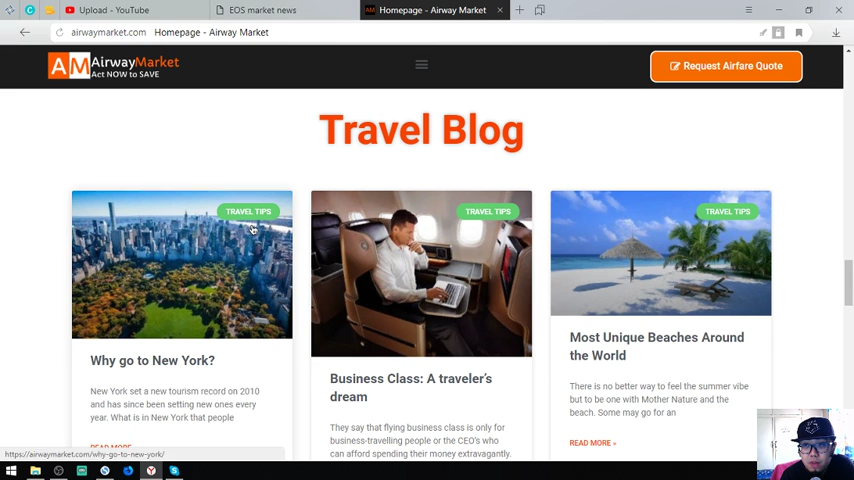 Upload - YouTube
EOS market news
Homepage - Airway Market
airwaymarket.com Homepage - Airway Market
AM AirwayMarket
Act NOW to SAVE
Request Airfare Quote
Travel Blog
TRAVEL TIPS
TRAVEL TIPS
TRAVEL TIPS
Why go to New York?
New York set a new tourism record on 2010
and has since been setting new ones every
year. What is in New York that people
READ MORE
Business Class: A traveler's
dream
They say that flying business class is only for
business-travelling people or the CEO's who
can afford spending their money extravagantly.
Most Unique Beaches Around
the World
There is no better way to feel the summer vibe
but to be one with Mother Nature and the
beach. Some may go for an
READ MORE »
https://airwaymarket.com/why-go-to-new-york/